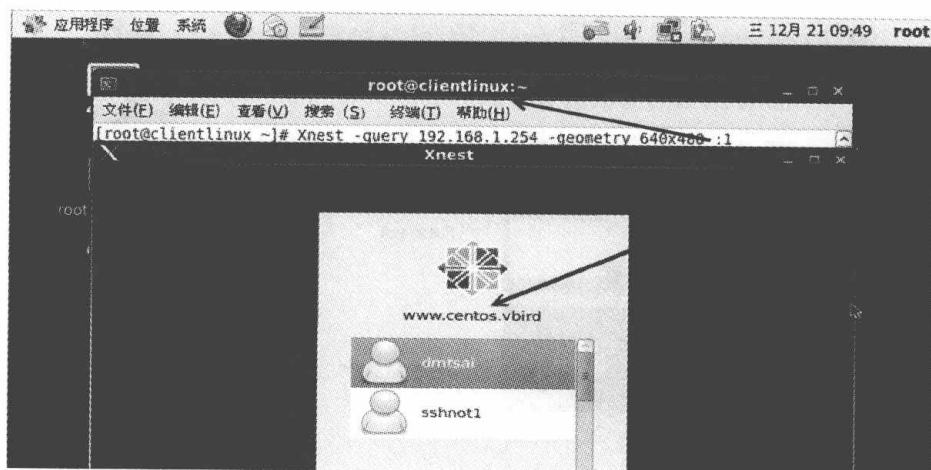 应用程序 位置 系统 三 12月 21 09:49 root
root@clientlinux:~
文件(F) 编辑(E) 查看(V) 搜索 (S) 终端(T) 帮助(H)
[root@clientlinux ~]# Xnest -query 192.168.1.254 -geometry 640x480 :1
Xnest
root
www.centos.vbird
dmtsai
sshnot1